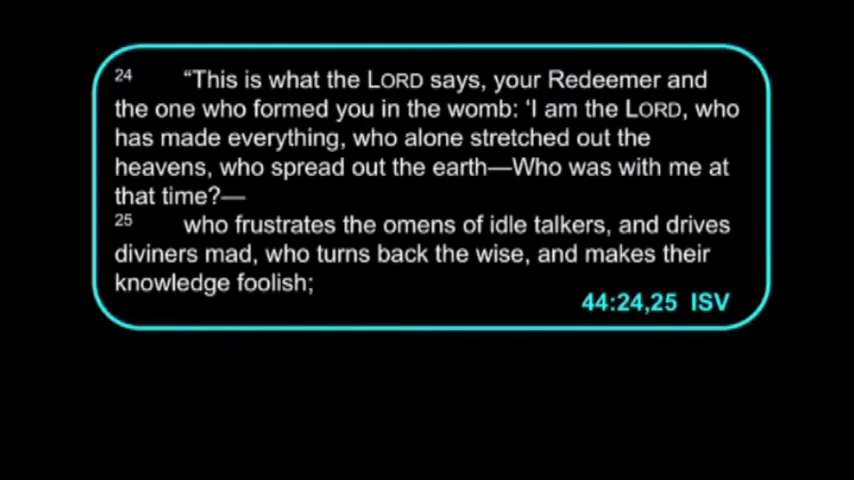 24 “This is what the LORD says, your Redeemer and
the one who formed you in the womb: ‘I am the LORD, who
has made everything, who alone stretched out the
heavens, who spread out the earth—Who was with me at
that time?—
25 who frustrates the omens of idle talkers, and drives
diviners mad, who turns back the wise, and makes their
knowledge foolish;
44:24,25 ISV